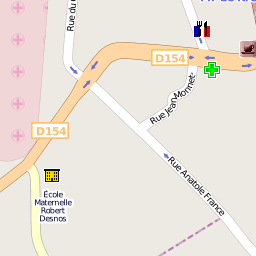 Rue du
D154
Rue Jean Monnet
D154
Rue Anatole France
École
Maternelle
Robert
Desnos